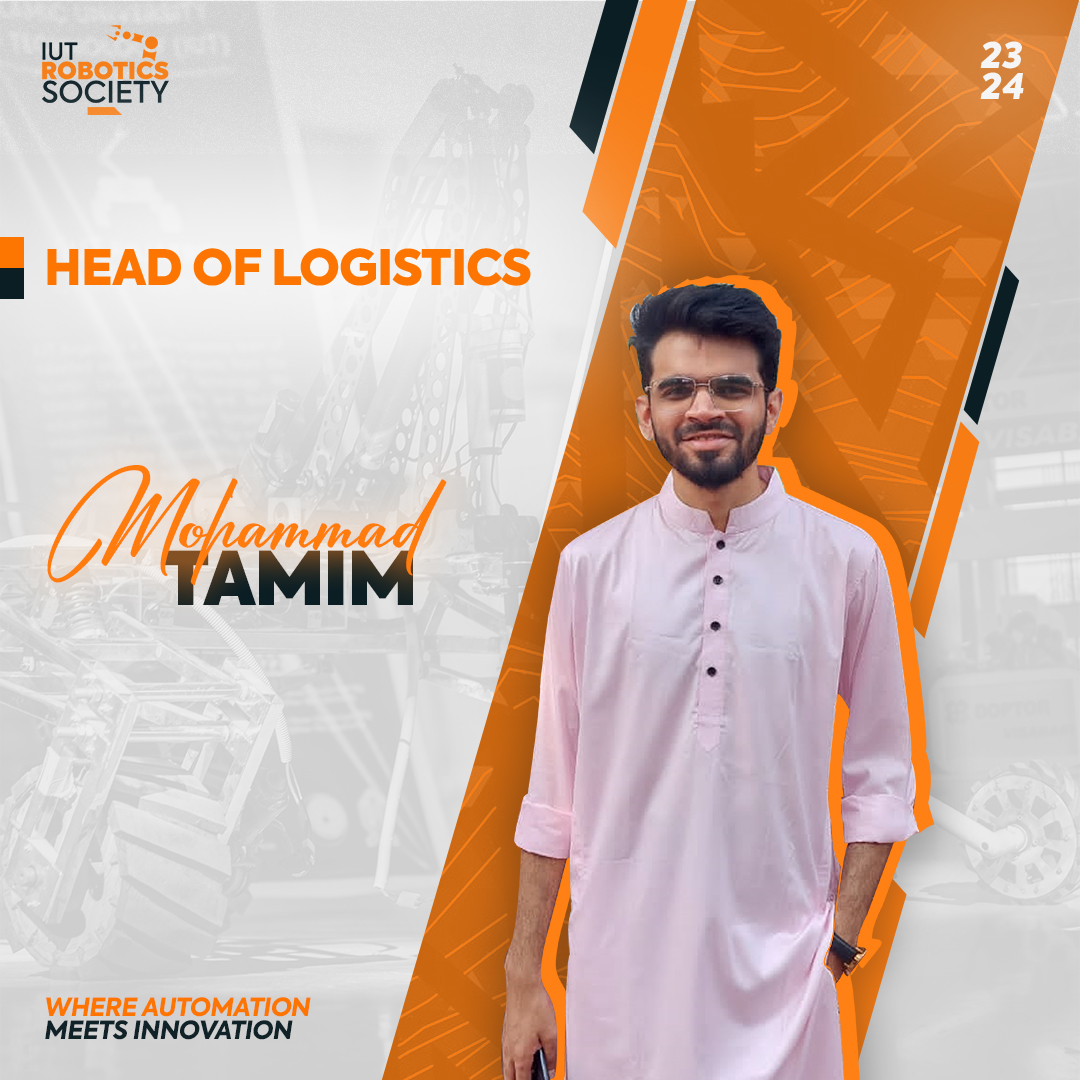 IUT
ROBOTICS
SOCIETY
23
24
HEAD OF LOGISTICS
Mohammad
TAMIM
WHERE AUTOMATION
MEETS INNOVATION